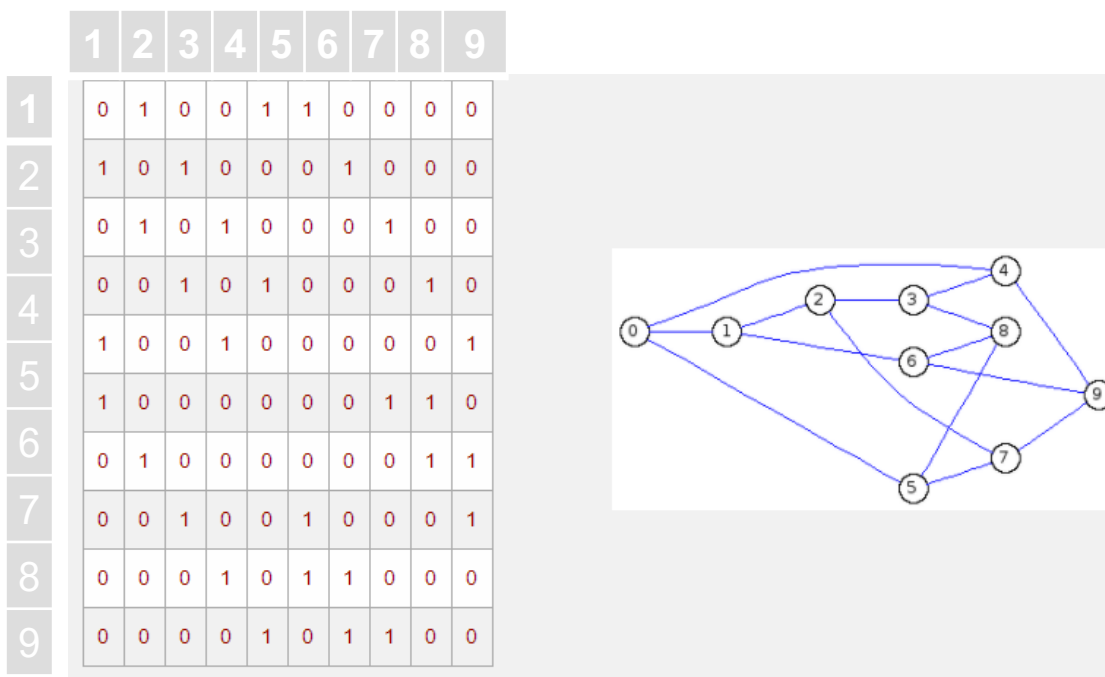 1 2 3 4 5 6 7 8 9
1
2
3
4
5
6
7
8
9
0 1 0 0 1 1 0 0 0 0
1 0 1 0 0 0 1 0 0 0
0 1 0 1 0 0 0 1 0 0
0 0 1 0 1 0 0 0 1 0
1 0 0 1 0 0 0 0 0 1
1 0 0 0 0 0 0 1 1 0
0 1 0 0 0 0 0 0 1 1
0 0 1 0 0 1 0 0 0 1
0 0 0 1 0 1 1 0 0 0
0 0 0 0 1 0 1 1 0 0
4
2 3
0 1 8
6
9
7
5